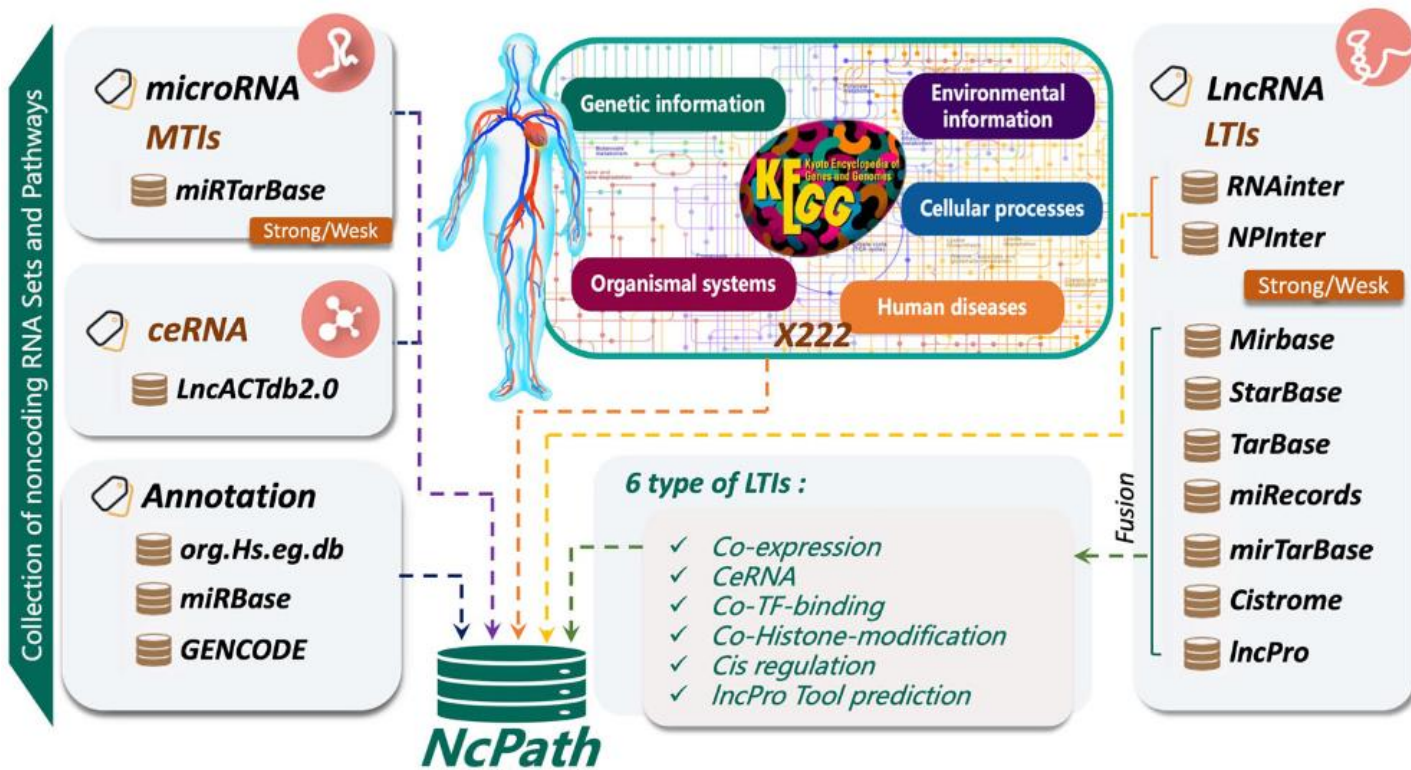 Collection of noncoding RNA Sets and Pathways
microRNA
MTIs
miRTarBase
Strong/Wesk
ceRNA
LncACTdb2.0
Annotation
org.Hs.eg.db
miRBase
GENCODE
Genetic information
Environmental
information
KEGG
Kyoto Encyclopedia of
Genes and Genomes
Cellular processes
Organismal systems
Human diseases
X222
6 type of LTIs :
✓ Co-expression
✓ CeRNA
✓ Co-TF-binding
✓ Co-Histone-modification
✓ Cis regulation
✓ lncPro Tool prediction
NcPath
Fusion
LncRNA
LTIs
RNAinter
NPInter
Strong/Wesk
Mirbase
StarBase
TarBase
miRecords
mirTarBase
Cistrome
lncPro